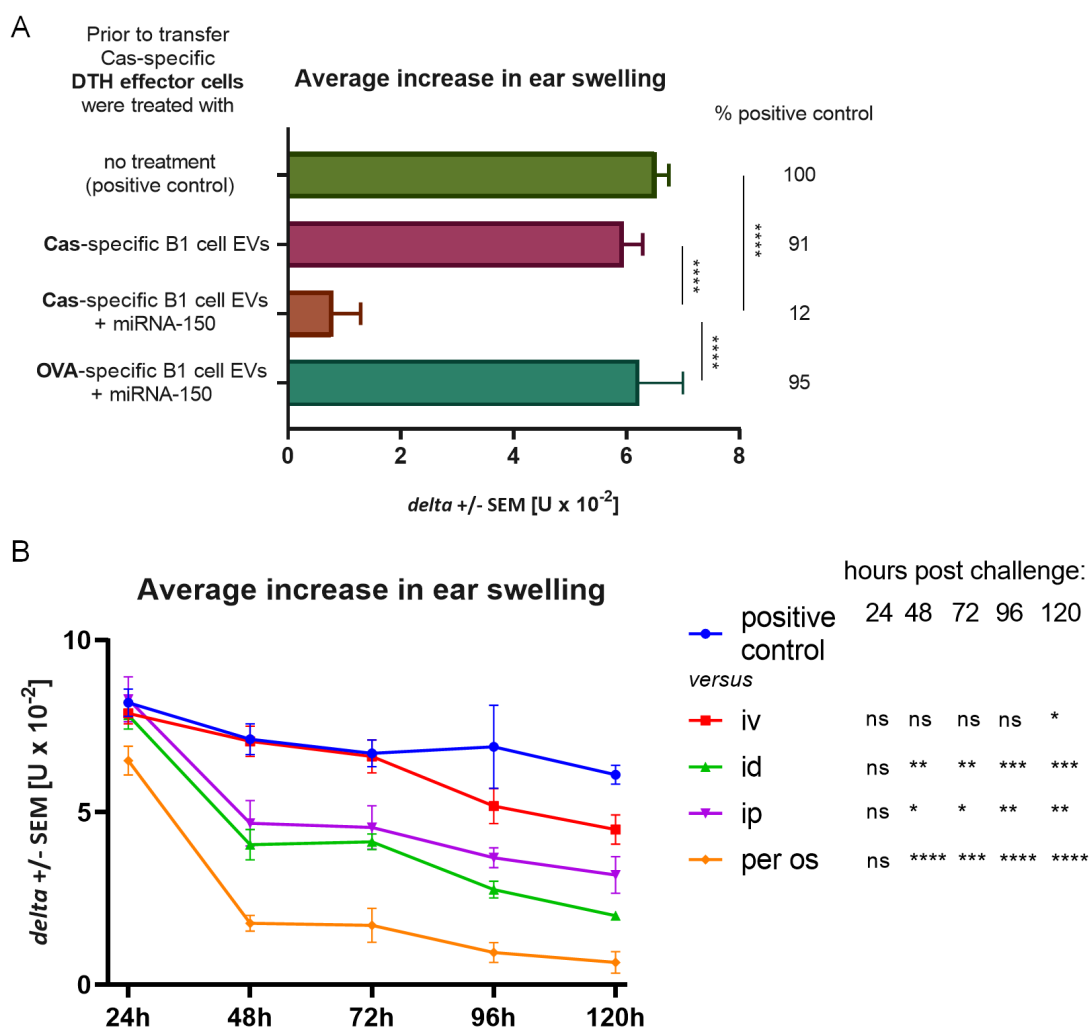 A
Prior to transfer
Cas-specific
DTH effector cells
were treated with
Average increase in ear swelling
% positive control
no treatment
(positive control)
100
Cas-specific B1 cell EVs
91
Cas-specific B1 cell EVs
+ miRNA-150
12
OVA-specific B1 cell EVs
+ miRNA-150
95
****
****
****
0 2 4 6 8
delta +/- SEM [U x 10⁻²]
B
Average increase in ear swelling
delta +/- SEM [U x 10⁻²]
10
5
0
24h 48h 72h 96h 120h
hours post challenge:
24 48 72 96 120
positive
control
versus
iv ns ns ns ns *
id ns ** ** *** ***
ip ns * * ** **
per os ns **** *** **** ****